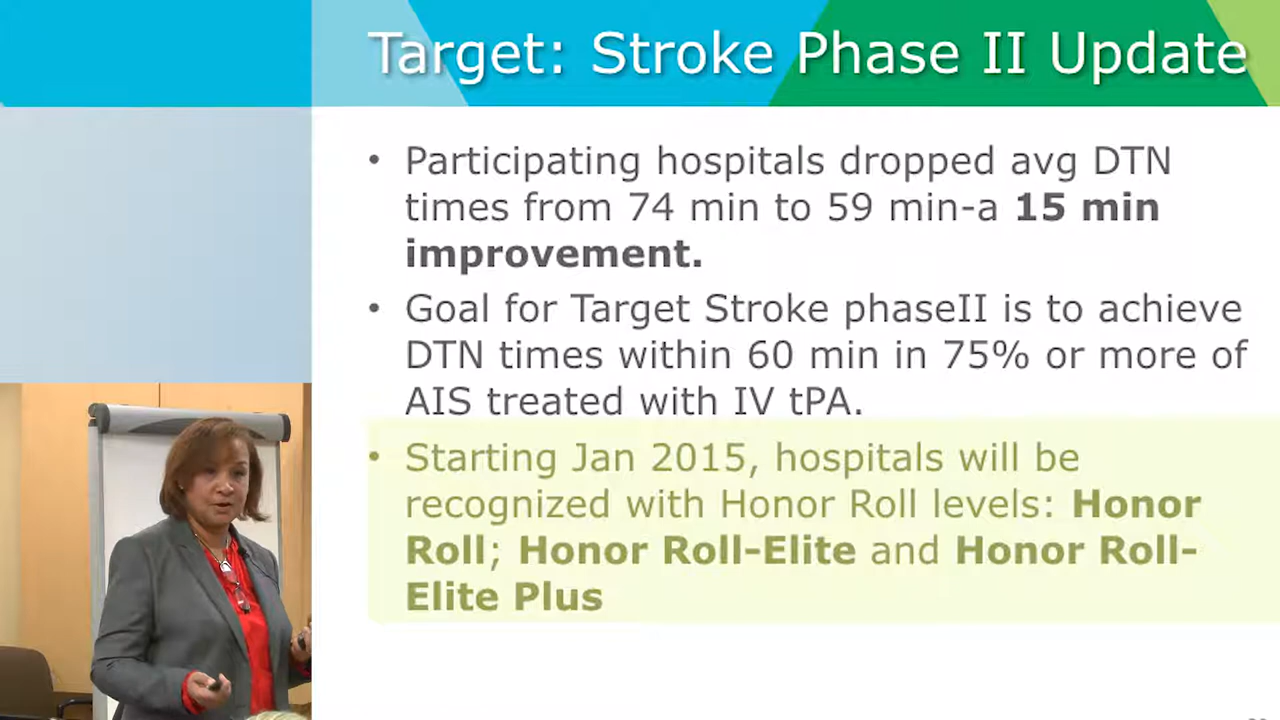 Target: Stroke Phase II Update
• Participating hospitals dropped avg DTN
times from 74 min to 59 min-a 15 min
improvement.
• Goal for Target Stroke phaseII is to achieve
DTN times within 60 min in 75% or more of
AIS treated with IV tPA.
• Starting Jan 2015, hospitals will be
recognized with Honor Roll levels: Honor
Roll; Honor Roll-Elite and Honor Roll-
Elite Plus